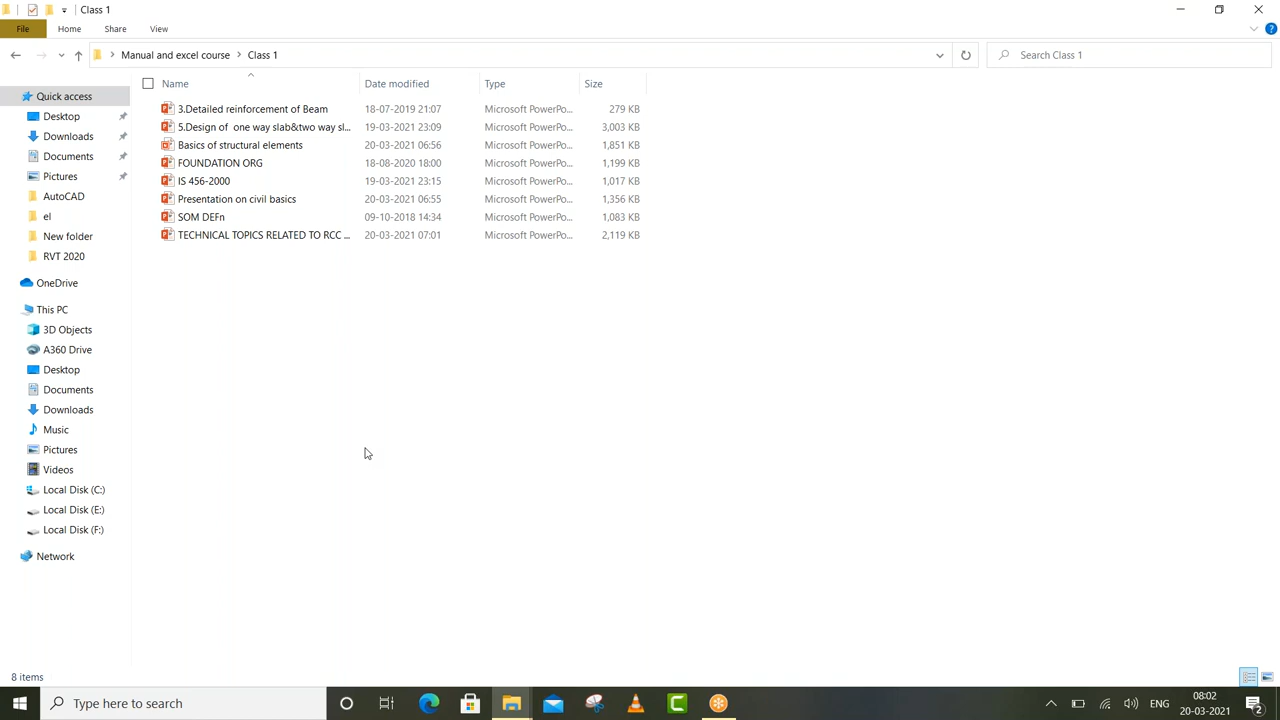 Class 1
File Home Share View
Manual and excel course Class 1
Search Class 1
Name Date modified Type Size
3.Detailed reinforcement of Beam 18-07-2019 21:07 Microsoft PowerPo... 279 KB
5.Design of one way slab&two way sl... 19-03-2021 23:09 Microsoft PowerPo... 3,003 KB
Basics of structural elements 20-03-2021 06:56 Microsoft PowerPo... 1,851 KB
FOUNDATION ORG 18-08-2020 18:00 Microsoft PowerPo... 1,199 KB
IS 456-2000 19-03-2021 23:15 Microsoft PowerPo... 1,017 KB
Presentation on civil basics 20-03-2021 06:55 Microsoft PowerPo... 1,356 KB
SOM DEFn 09-10-2018 14:34 Microsoft PowerPo... 1,083 KB
TECHNICAL TOPICS RELATED TO RCC ... 20-03-2021 07:01 Microsoft PowerPo... 2,119 KB
Quick access
Desktop
Downloads
Documents
Pictures
AutoCAD
el
New folder
RVT 2020
OneDrive
This PC
3D Objects
A360 Drive
Desktop
Documents
Downloads
Music
Pictures
Videos
Local Disk (C:)
Local Disk (E:)
Local Disk (F:)
Network
8 items
Type here to search
ENG
08:02
20-03-2021
2